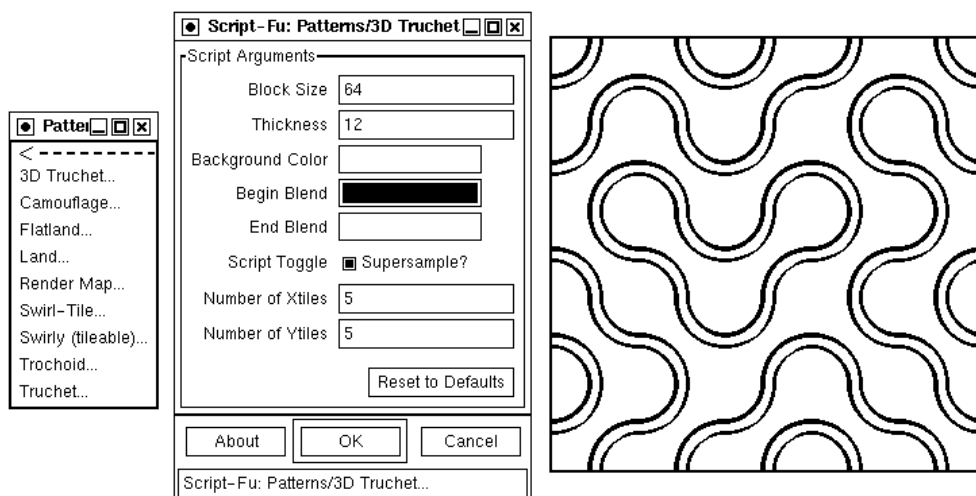 Patter
<
3D Truchet...
Camouflage...
Flatland...
Land...
Render Map...
Swirl-Tile...
Swirly (tileable)...
Trochoid...
Truchet...
Script-Fu: Patterns/3D Truchet
Script Arguments
Block Size 64
Thickness 12
Background Color
Begin Blend
End Blend
Script Toggle Supersample?
Number of Xtiles 5
Number of Ytiles 5
Reset to Defaults
About OK Cancel
Script-Fu: Patterns/3D Truchet...